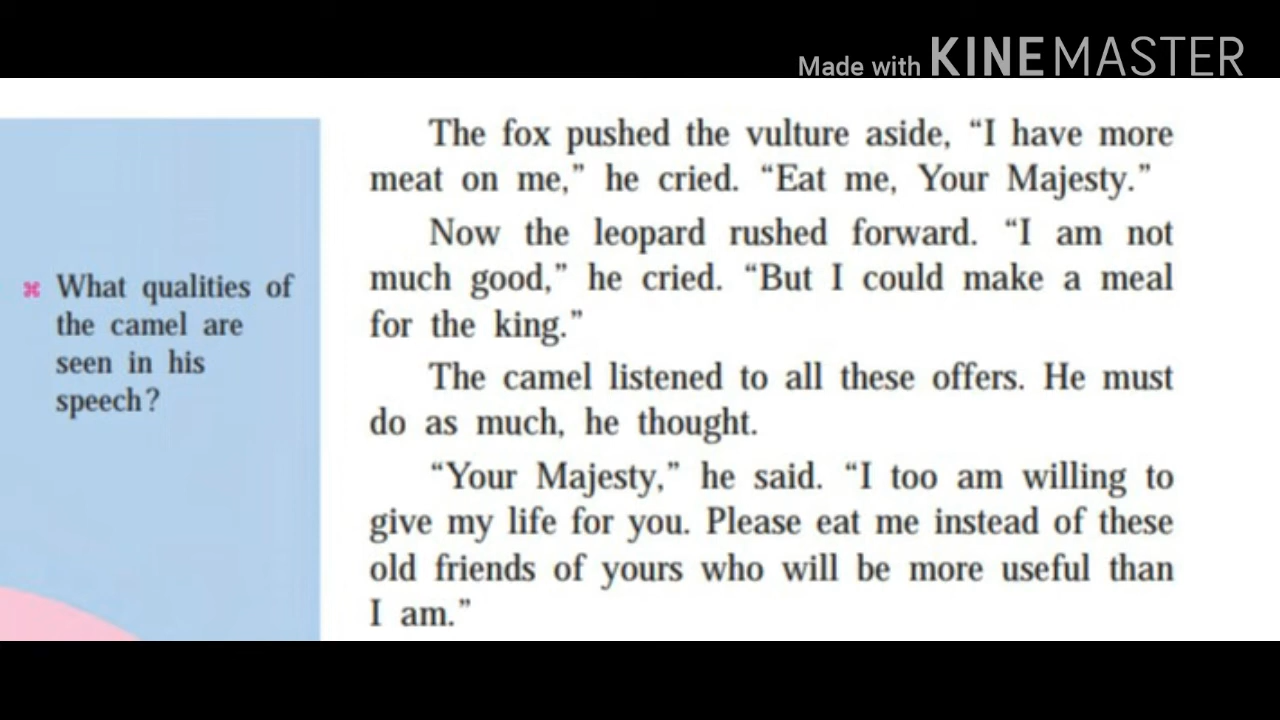 Made with KINEMASTER
The fox pushed the vulture aside, “I have more
meat on me,” he cried. “Eat me, Your Majesty.”
Now the leopard rushed forward. “I am not
much good,” he cried. “But I could make a meal
for the king.”
⌘ What qualities of
the camel are
seen in his
speech?
The camel listened to all these offers. He must
do as much, he thought.
“Your Majesty,” he said. “I too am willing to
give my life for you. Please eat me instead of these
old friends of yours who will be more useful than
I am.”